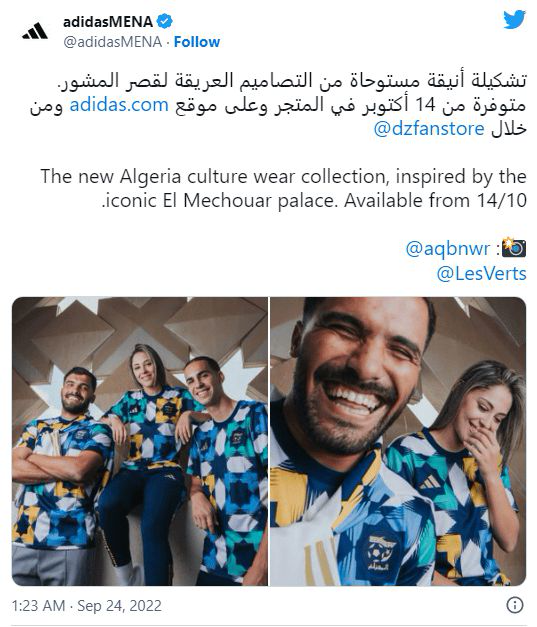 adidasMENA
@adidasMENA · Follow
تشكيلة أنيقة مستوحاة من التصاميم العريقة لقصر المشور.
متوفرة من 14 أكتوبر في المتجر وعلى موقع adidas.com ومن
خلال @dzfanstore
The new Algeria culture wear collection, inspired by the
iconic El Mechouar palace. Available from 14/10.
📸: @aqbnwr
@LesVerts
1:23 AM · Sep 24, 2022